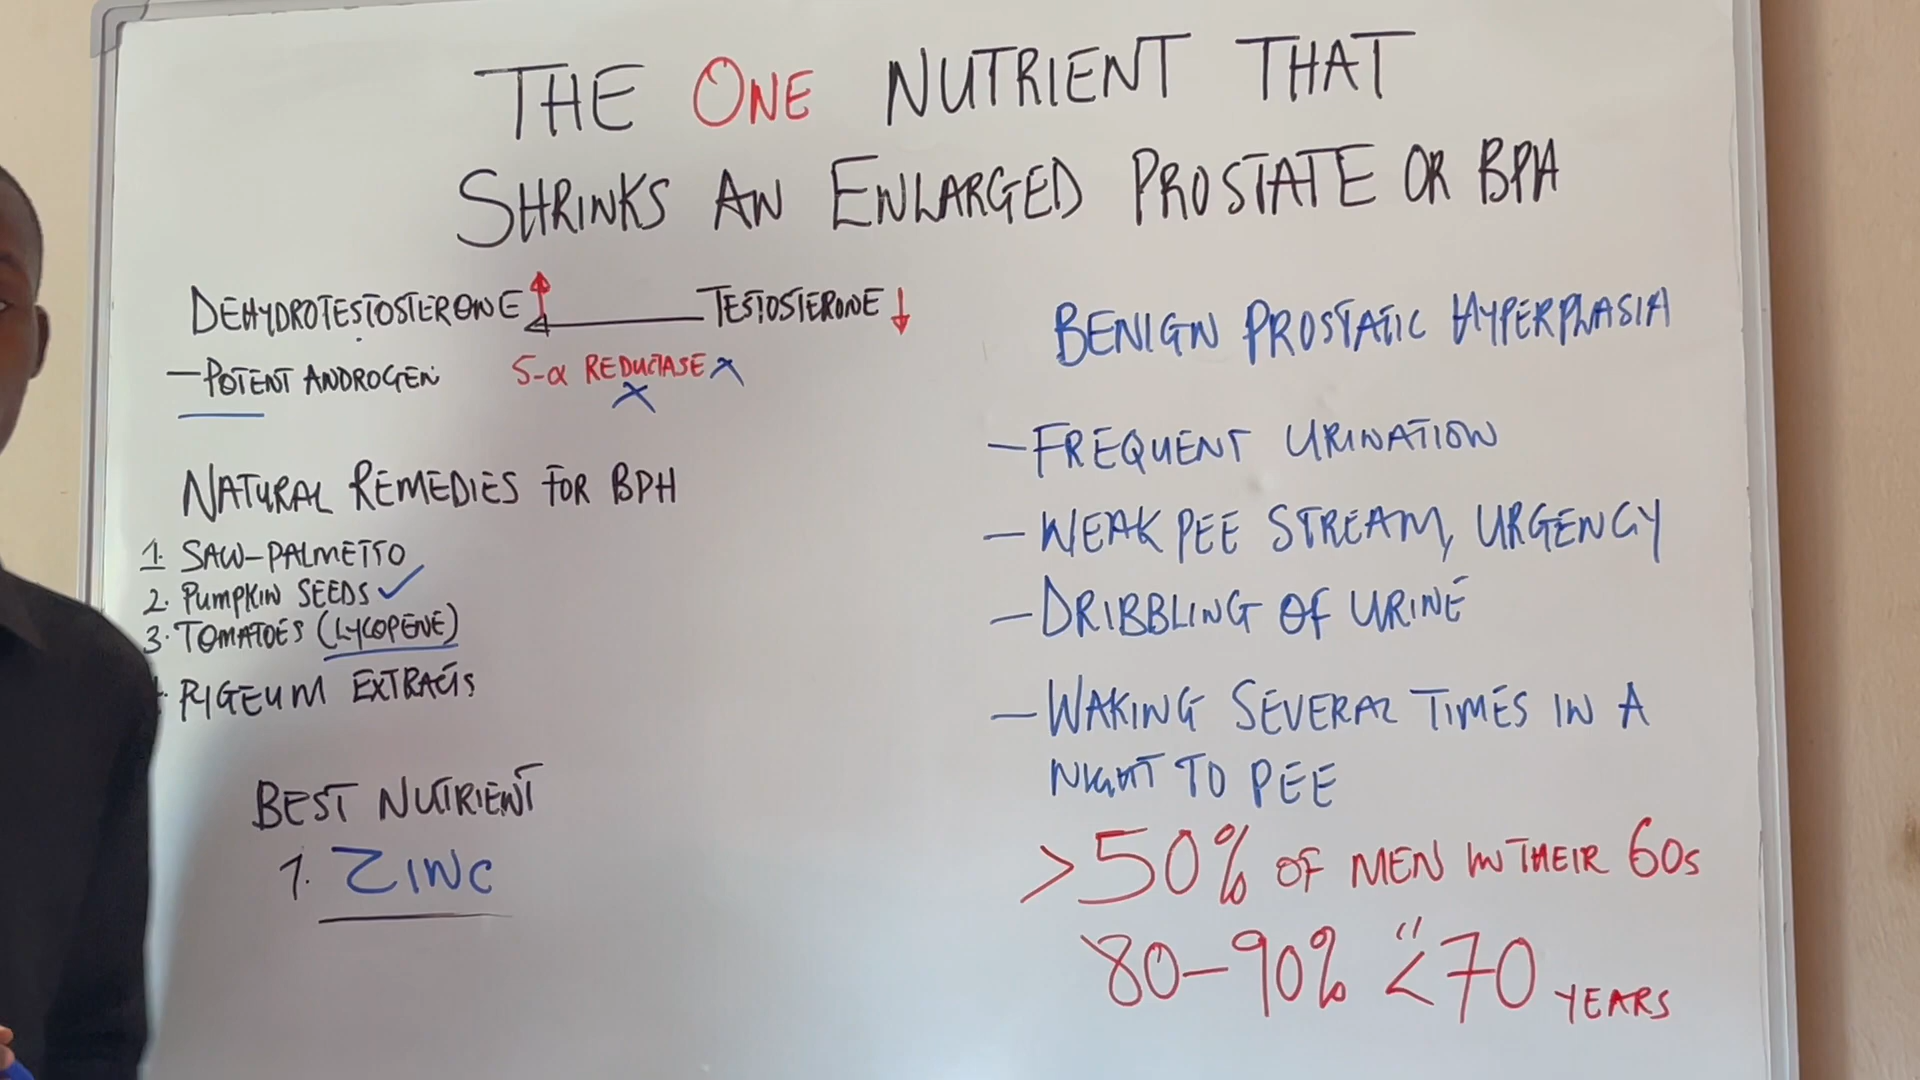 THE ONE NUTRIENT THAT
SHRINKS AN ENLARGED PROSTATE OR BPH
DEHYDROTESTOSTERONE TESTOSTERONE
– POTENT ANDROGEN 5-α REDUCTASE
NATURAL REMEDIES FOR BPH
1. SAW-PALMETTO
2. PUMPKIN SEEDS
3. TOMATOES (LYCOPENE)
PYGEUM EXTRACTS
BEST NUTRIENT
1. ZINC
BENIGN PROSTATIC HYPERPLASIA
– FREQUENT URINATION
– WEAK PEE STREAM, URGENCY
– DRIBBLING OF URINE
– WAKING SEVERAL TIMES IN A
NIGHT TO PEE
>50% OF MEN IN THEIR 60s
80–90% " <70 YEARS